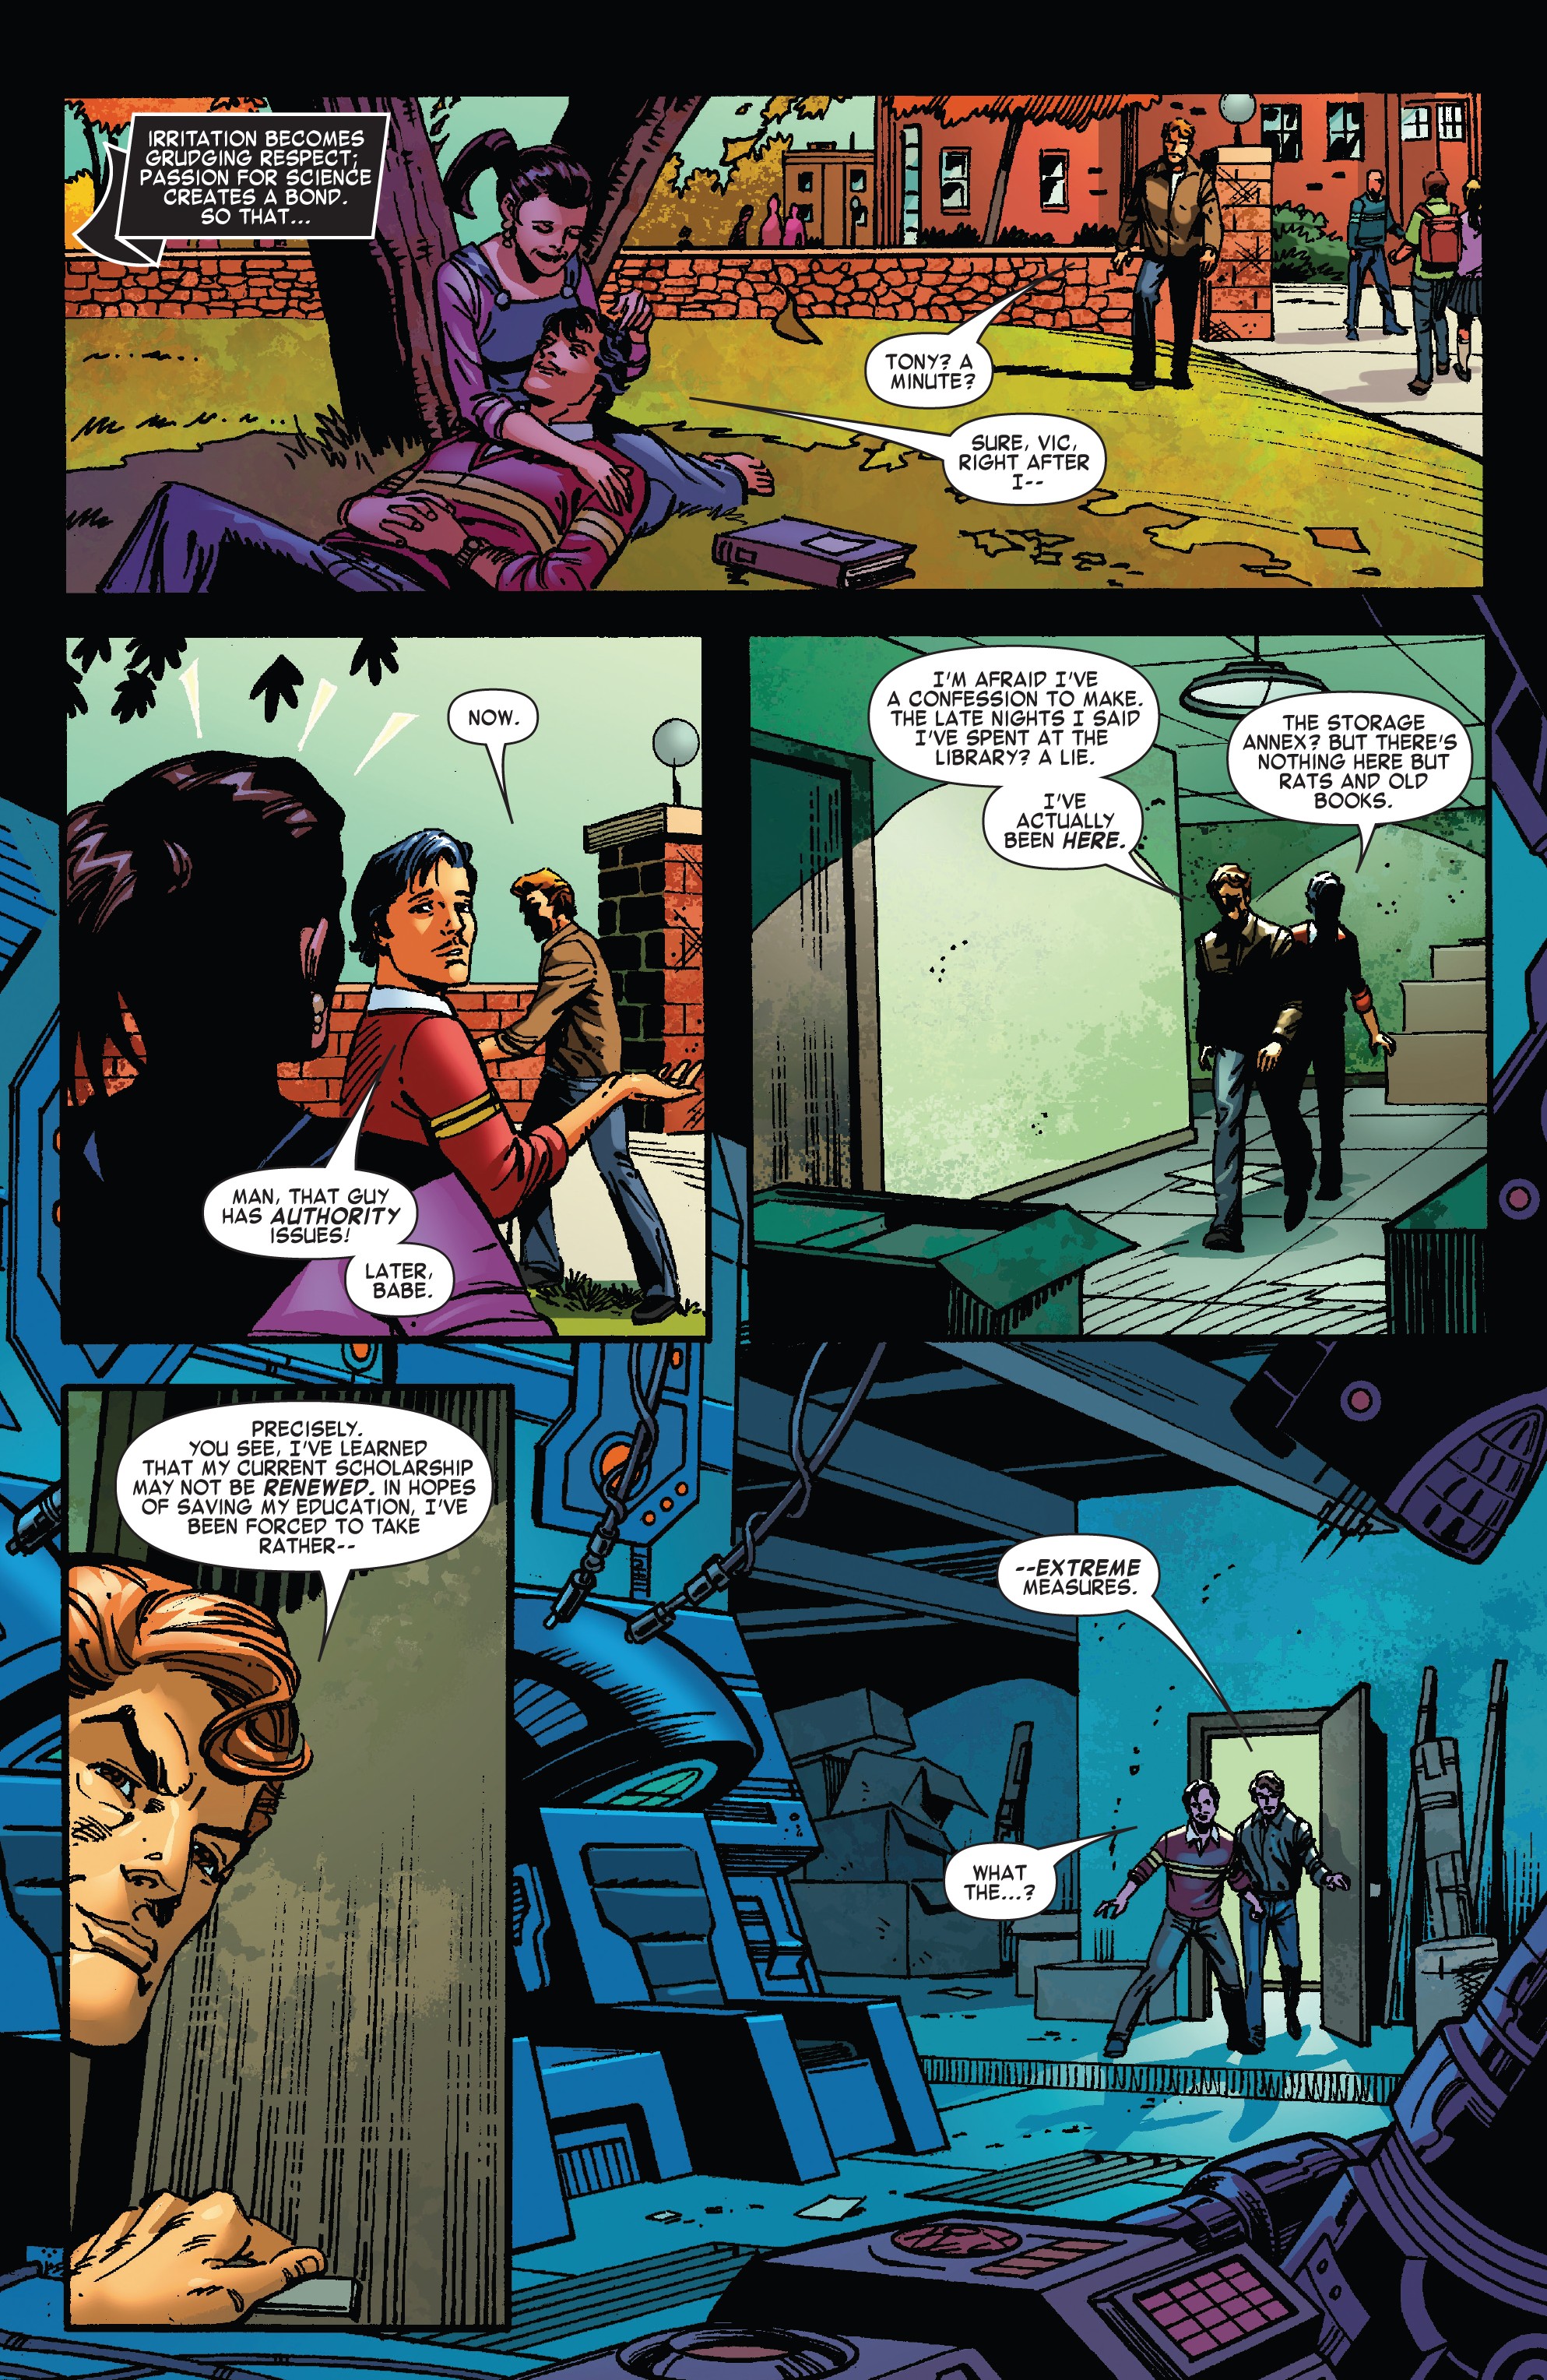 IRRITATION BECOMES
GRUDGING RESPECT;
PASSION FOR SCIENCE
CREATES A BOND.
SO THAT...
TONY? A
MINUTE?
SURE, VIC,
RIGHT AFTER
I--
NOW.
MAN, THAT GUY
HAS AUTHORITY
ISSUES!
LATER,
BABE.
I'M AFRAID I'VE
A CONFESSION TO MAKE.
THE LATE NIGHTS I SAID
I'VE SPENT AT THE
LIBRARY? A LIE.
I'VE
ACTUALLY
BEEN HERE.
THE STORAGE
ANNEX? BUT THERE'S
NOTHING HERE BUT
RATS AND OLD
BOOKS.
PRECISELY.
YOU SEE, I'VE LEARNED
THAT MY CURRENT SCHOLARSHIP
MAY NOT BE RENEWED. IN HOPES
OF SAVING MY EDUCATION, I'VE
BEEN FORCED TO TAKE
RATHER--
--EXTREME
MEASURES.
WHAT
THE...?